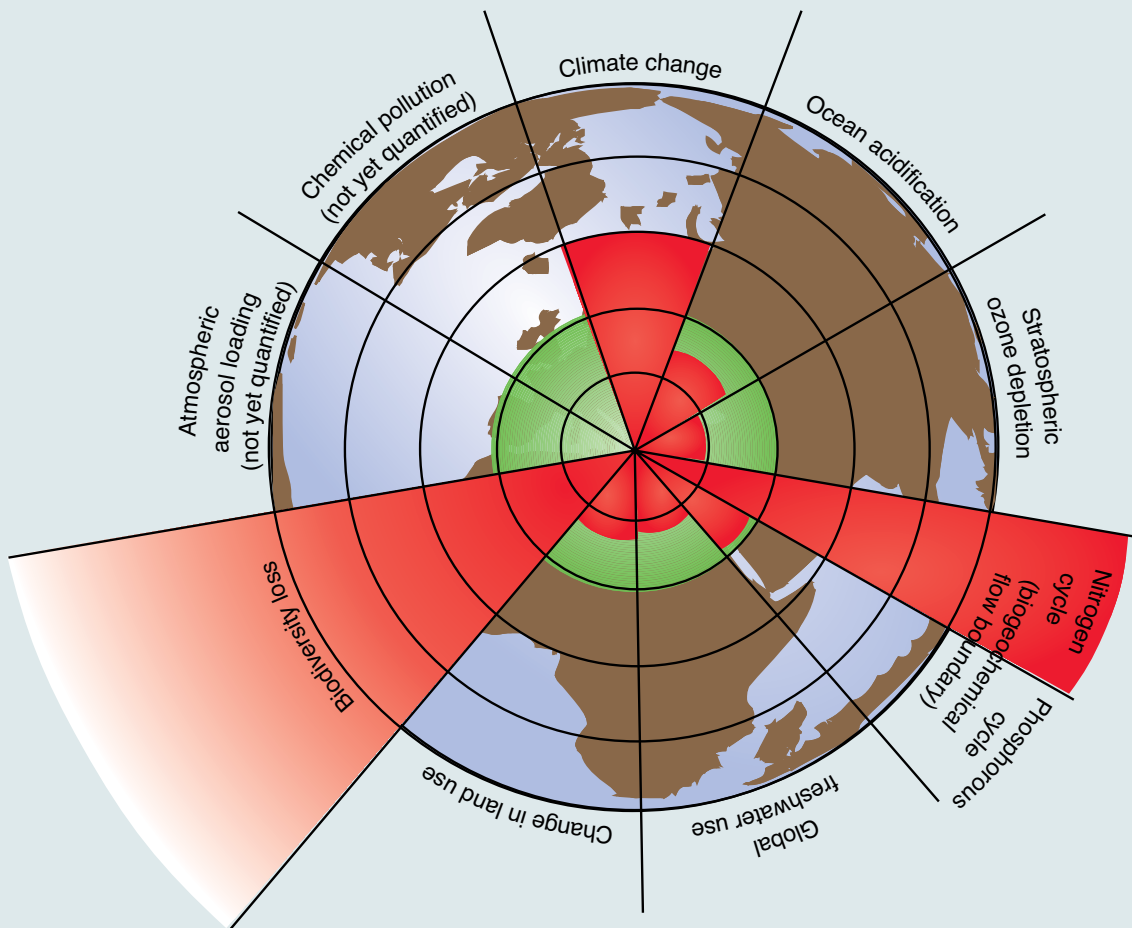 Climate change
Ocean acidification
Stratospheric
ozone depletion
Nitrogen
cycle
(biogeochemical
flow boundary)
Phosphorous
cycle
Global
freshwater use
Change in land use
Biodiversity loss
Atmospheric
aerosol loading
(not yet quantified)
Chemical pollution
(not yet quantified)